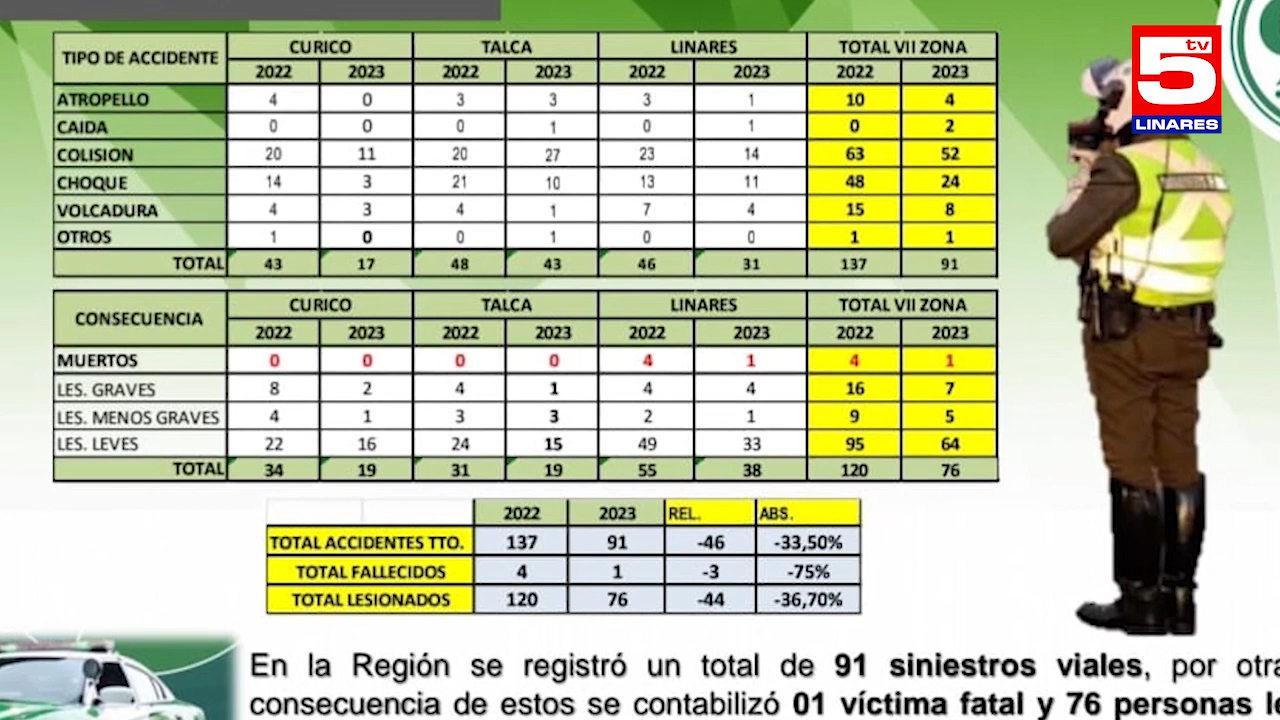 TIPO DE ACCIDENTE CURICO TALCA LINARES TOTAL VII ZONA
2022 2023 2022 2023 2022 2023 2022 2023
ATROPELLO 4 0 3 3 3 1 10 4
CAIDA 0 0 0 1 0 1 0 2
COLISION 20 11 20 27 23 14 63 52
CHOQUE 14 3 21 10 13 11 48 24
VOLCADURA 4 3 4 1 7 4 15 8
OTROS 1 0 0 1 0 0 1 1
TOTAL 43 17 48 43 46 31 137 91
CONSECUENCIA CURICO TALCA LINARES TOTAL VII ZONA
2022 2023 2022 2023 2022 2023 2022 2023
MUERTOS 0 0 0 0 4 1 4 1
LES. GRAVES 8 2 4 1 4 4 16 7
LES. MENOS GRAVES 4 1 3 3 2 1 9 5
LES. LEVES 22 16 24 15 49 33 95 64
TOTAL 34 19 31 19 55 38 120 76
2022 2023 REL. ABS.
TOTAL ACCIDENTES TTO. 137 91 -46 -33,50%
TOTAL FALLECIDOS 4 1 -3 -75%
TOTAL LESIONADOS 120 76 -44 -36,70%
En la Región se registró un total de 91 siniestros viales, por otra
consecuencia de estos se contabilizó 01 víctima fatal y 76 personas le
5 tv
LINARES